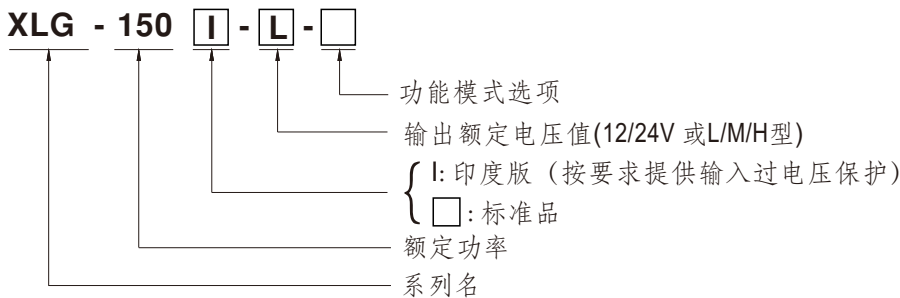 XLG - 150 I - L - □
功能模式选项
输出额定电压值(12/24V 或L/M/H型)
I: 印度版（按要求提供输入过电压保护）
□: 标准品
额定功率
系列名